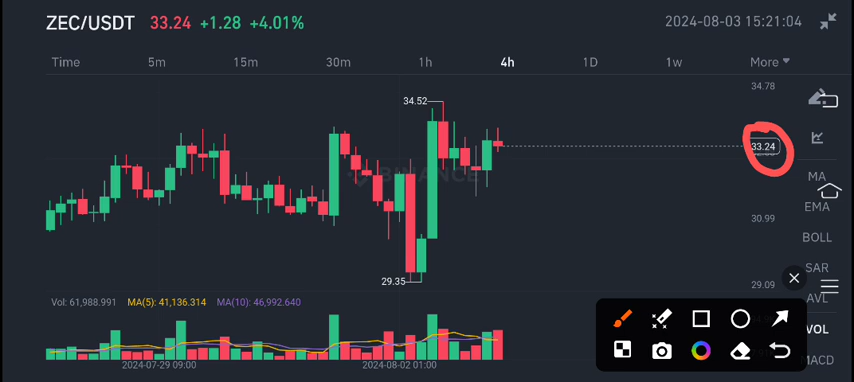 ZEC/USDT 33.24 +1.28 +4.01% 2024-08-03 15:21:04
Time 5m 15m 30m 1h 4h 1D 1w More
34.78
34.52
33.24
BINANCE
MA
EMA
30.99
BOLL
SAR
29.35
29.09
AVL
Vol: 61,988.991 MA(5): 41,136.314 MA(10): 46,992.640
VOL
MACD
2024-07-29 09:00 2024-08-02 01:00